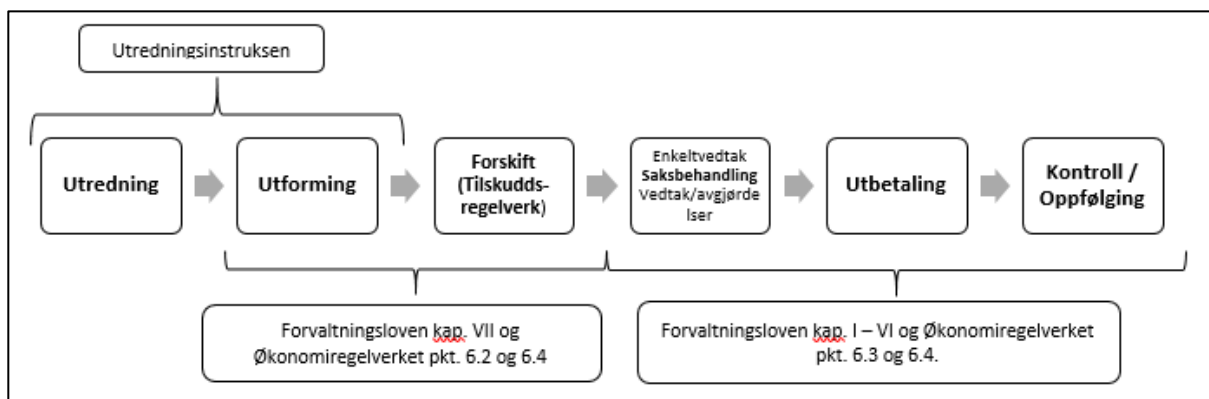 Utredningsinstruksen
Utredning
Utforming
Forskift
(Tilskudds-
regelverk)
Enkeltvedtak
Saksbehandling
Vedtak/avgjørde
lser
Utbetaling
Kontroll /
Oppfølging
Forvaltningsloven kap. VII og
Økonomiregelverket pkt. 6.2 og 6.4
Forvaltningsloven kap. I – VI og Økonomiregelverket
pkt. 6.3 og 6.4.